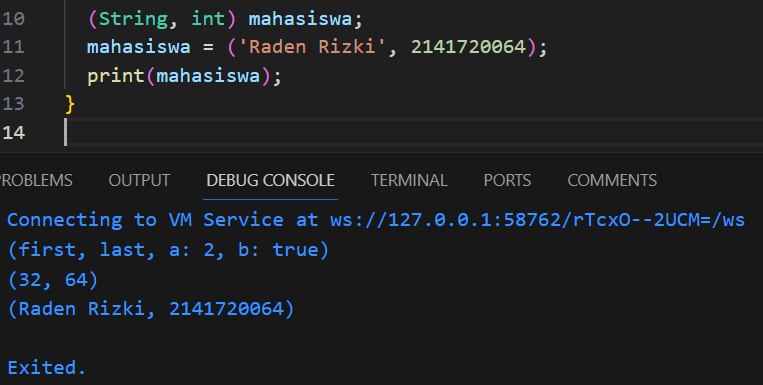 10 (String, int) mahasiswa;
11 mahasiswa = ('Raden Rizki', 2141720064);
12 print(mahasiswa);
13 }
14
ROBLEMS OUTPUT DEBUG CONSOLE TERMINAL PORTS COMMENTS
Connecting to VM Service at ws://127.0.0.1:58762/rTcxO--2UCM=/ws
(first, last, a: 2, b: true)
(32, 64)
(Raden Rizki, 2141720064)
Exited.